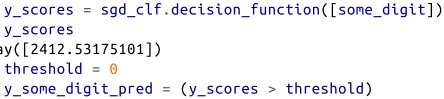 y_scores = sgd_clf.decision_function([some_digit])
y_scores
ay([2412.53175101])
threshold = 0
y_some_digit_pred = (y_scores > threshold)